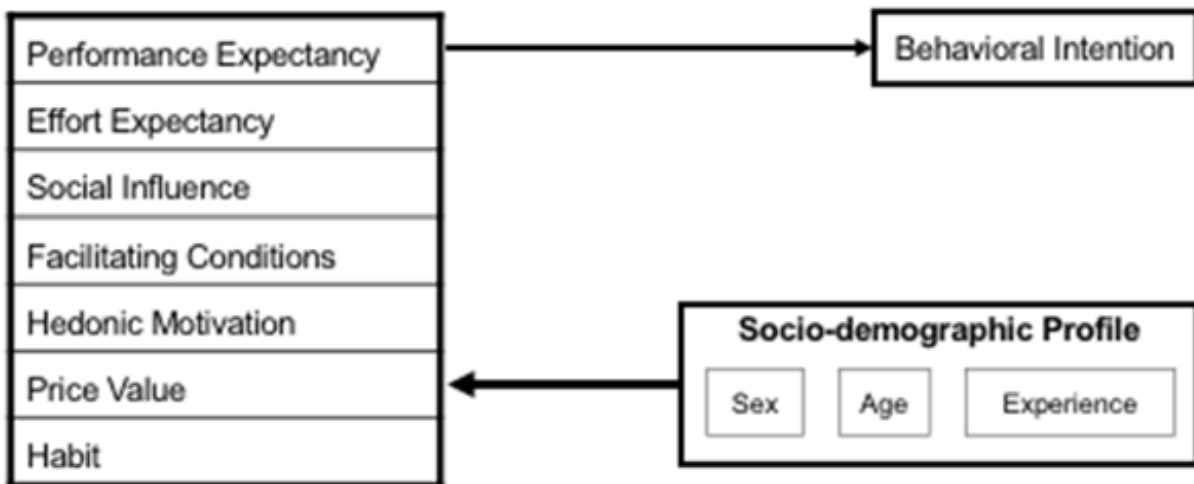 Performance Expectancy
Effort Expectancy
Social Influence
Facilitating Conditions
Hedonic Motivation
Price Value
Habit
Behavioral Intention
Socio-demographic Profile
Sex
Age
Experience